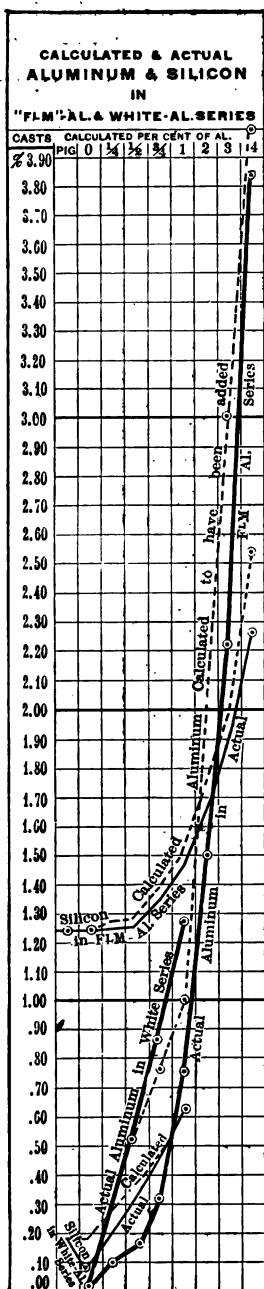 CALCULATED & ACTUAL
ALUMINUM & SILICON
IN
"FLM"-AL. & WHITE-AL. SERIES
CASTS CALCULATED PER CENT OF AL.
PIG 0 ¼ ½ ¾ 1 2 3 4
% 3.90
3.80
3.70
3.60
3.50
3.40
3.30
3.20
3.10
3.00
2.90
2.80
2.70
2.60
2.50
2.40
2.30
2.20
2.10
2.00
1.90
1.80
1.70
1.60
1.50
1.40
1.30
1.20
1.10
1.00
.90
.80
.70
.60
.50
.40
.30
.20
.10
.00
Aluminum Calculated to have been added
Actual Aluminum in FLM Al. Series
Silicon
in FLM - Al. Series
Calculated
Actual
Actual Aluminum in White Series
Silicon
in White-Al.
Series
Calculated
Actual